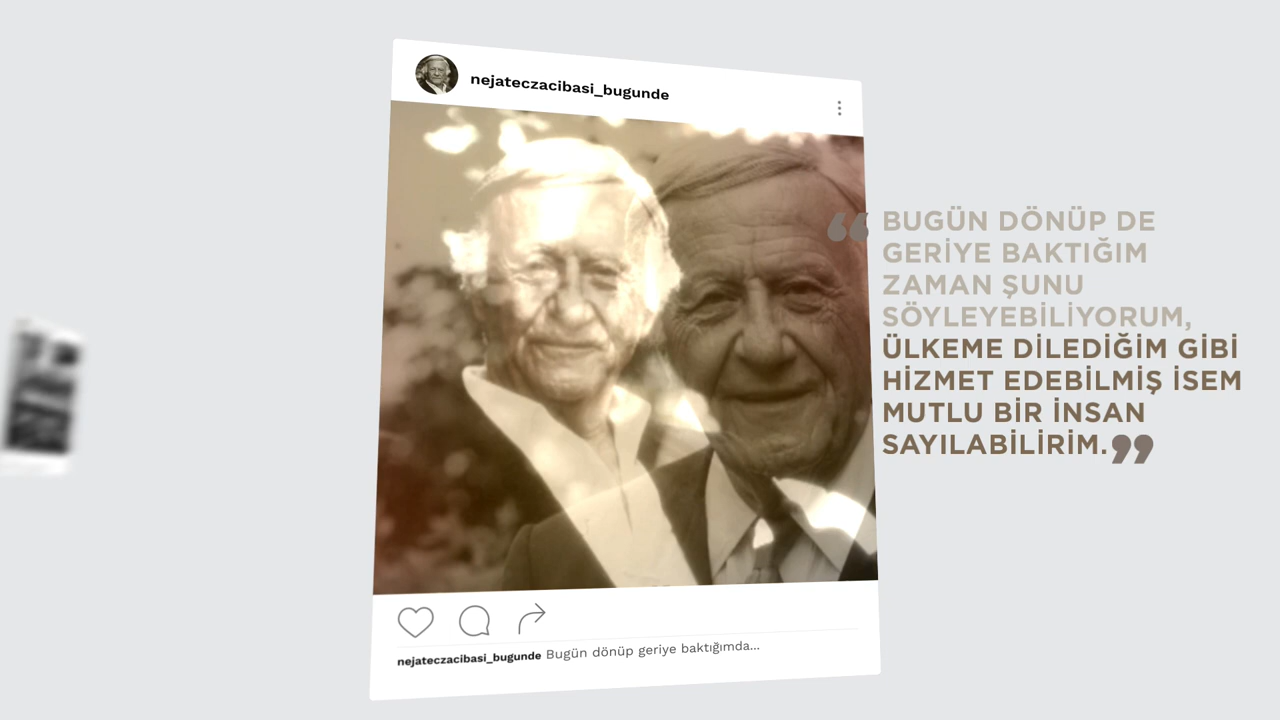 nejateczacibasi_bugunde
“BUGÜN DÖNÜP DE
GERİYE BAKTIĞIM
ZAMAN ŞUNU
SÖYLEYEBİLİYORUM,
ÜLKEME DİLEDİĞİM GİBİ
HİZMET EDEBİLMİŞ İSEM
MUTLU BİR İNSAN
SAYILABİLİRİM.”
nejateczacibasi_bugunde Bugün dönüp geriye baktığımda...